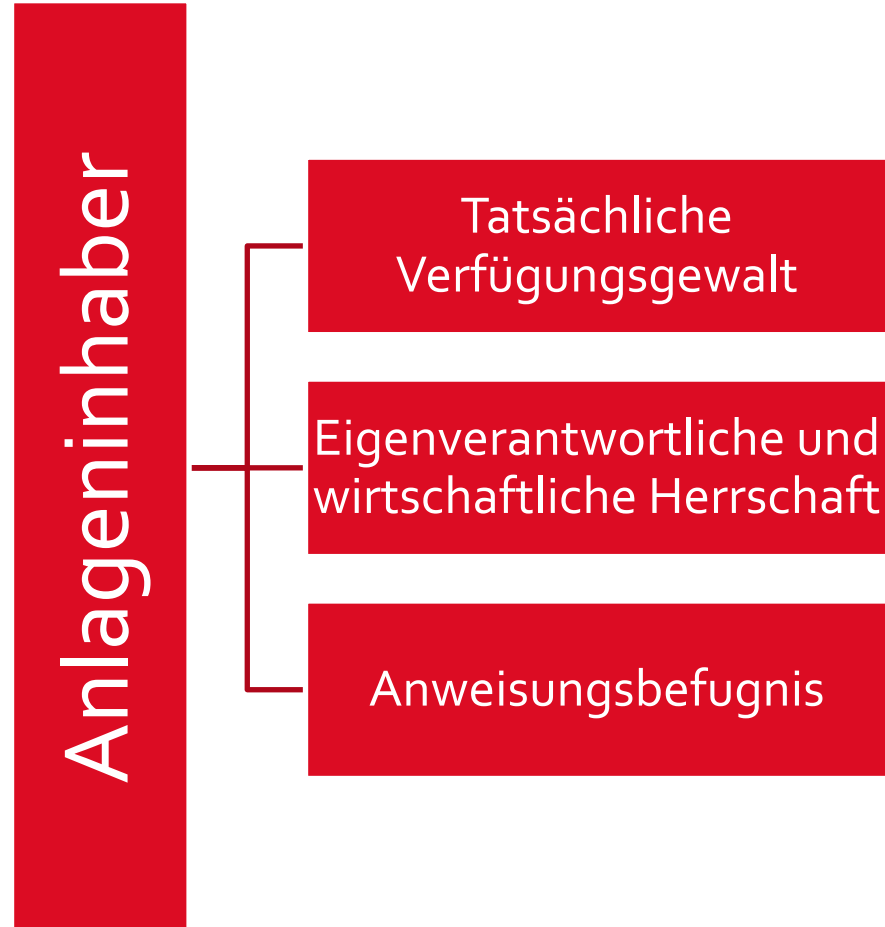 Anlageninhaber
Tatsächliche
Verfügungsgewalt
Eigenverantwortliche und
wirtschaftliche Herrschaft
Anweisungsbefugnis